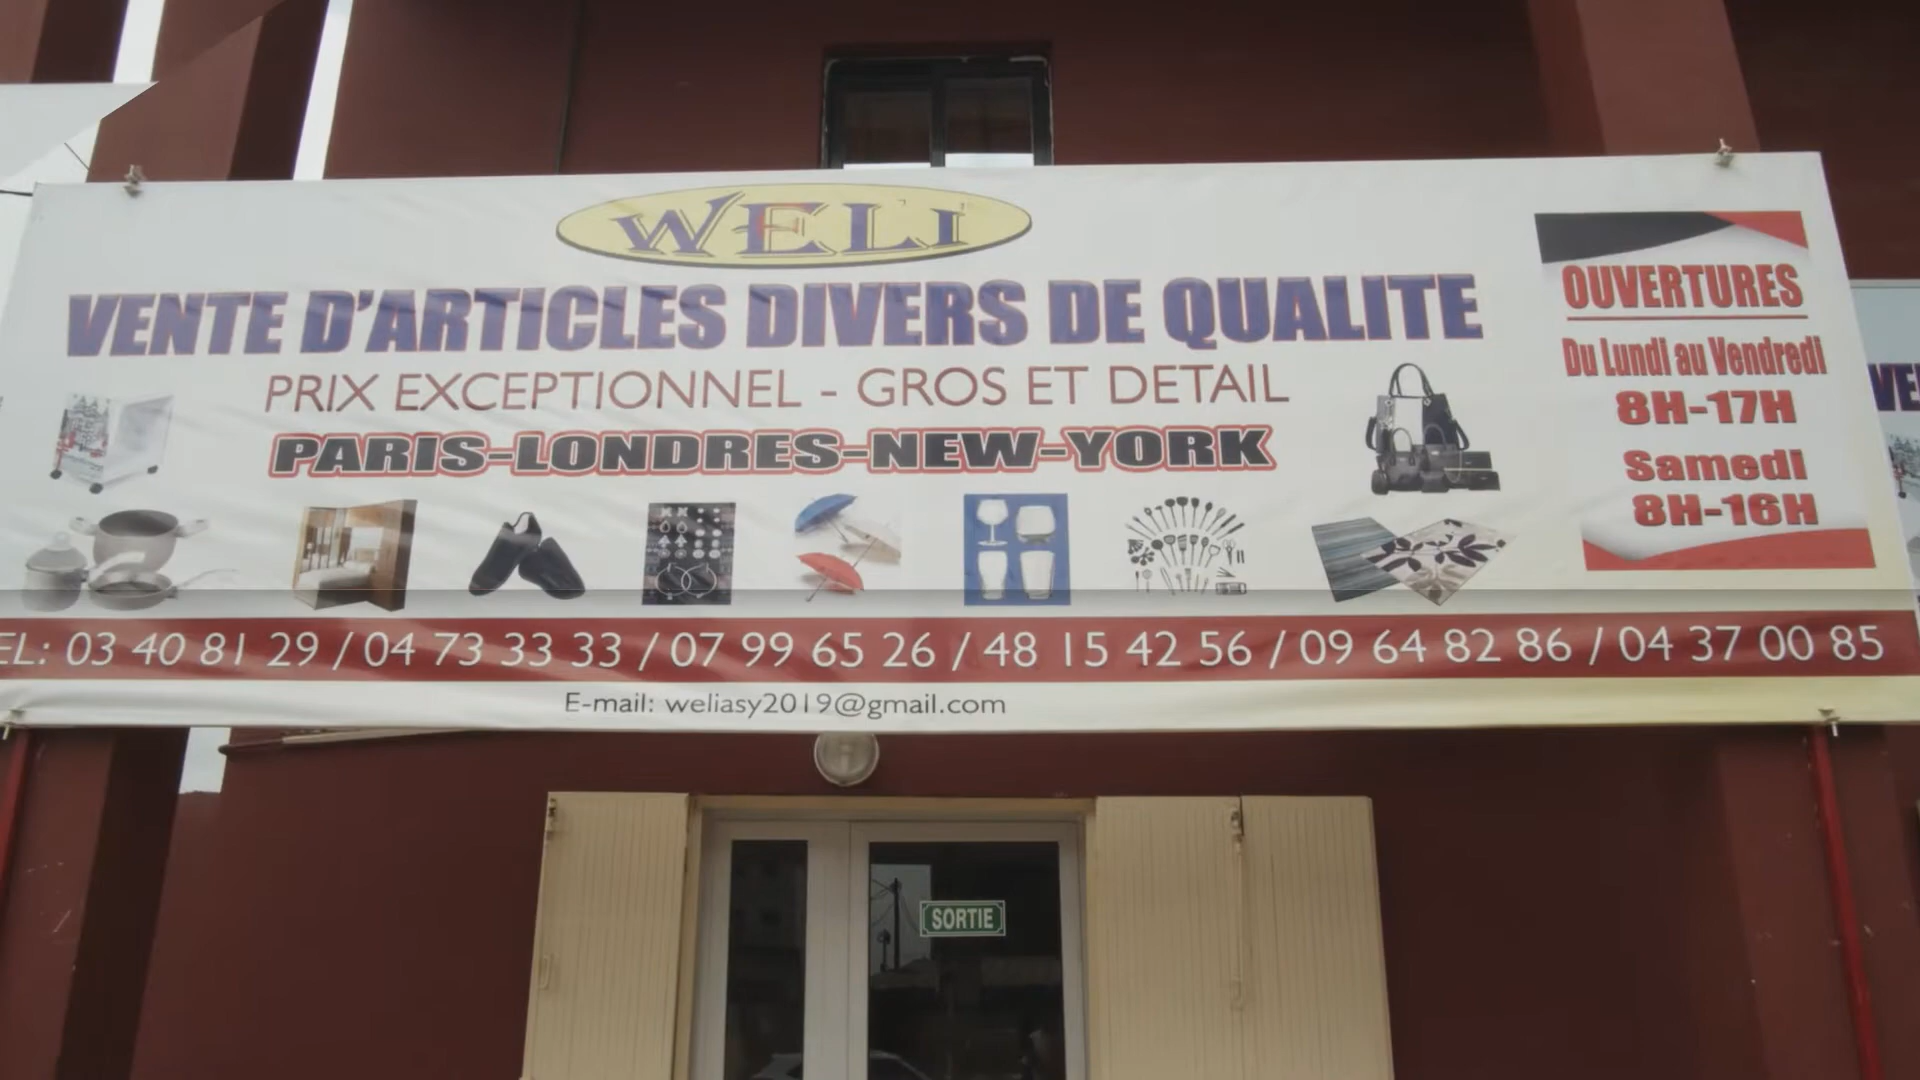 WELI
VENTE D'ARTICLES DIVERS DE QUALITE
PRIX EXCEPTIONNEL - GROS ET DETAIL
PARIS-LONDRES-NEW-YORK
OUVERTURES
Du Lundi au Vendredi
8H-17H
Samedi
8H-16H
EL: 03 40 81 29 / 04 73 33 33 / 07 99 65 26 / 48 15 42 56 / 09 64 82 86 / 04 37 00 85
E-mail: weliasy2019@gmail.com
SORTIE
VE